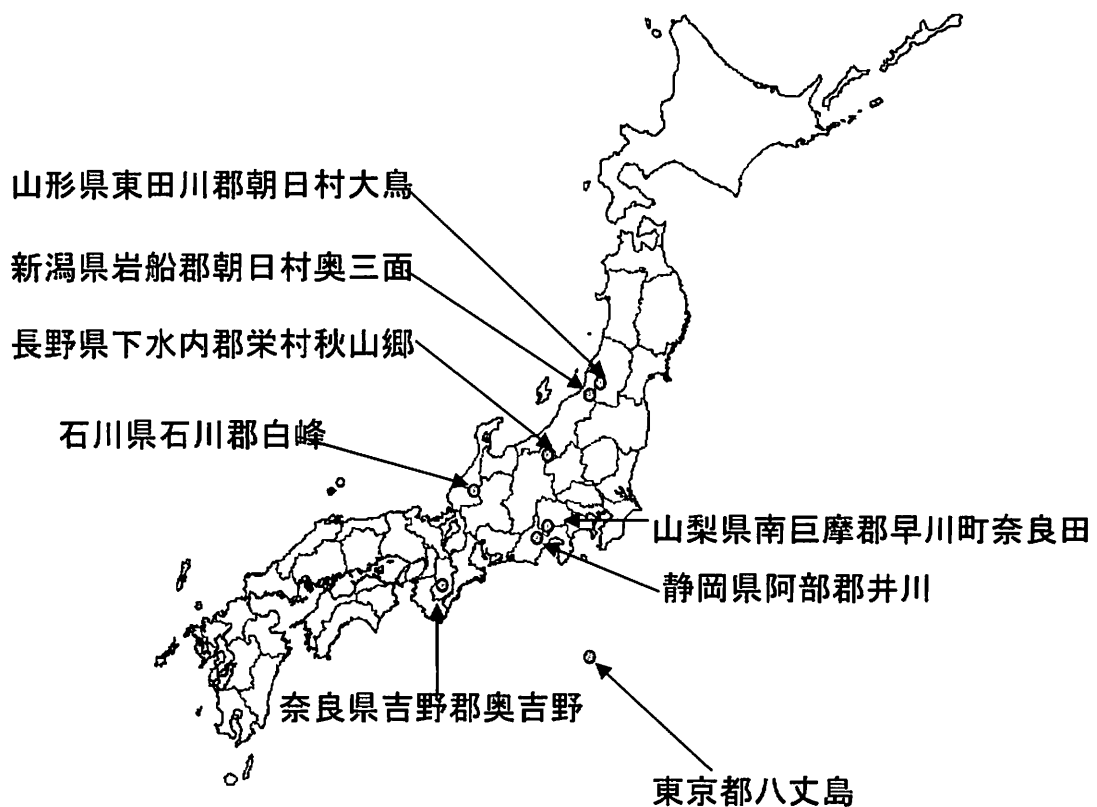 山形県東田川郡朝日村大鳥
新潟県岩船郡朝日村奥三面
長野県下水内郡栄村秋山郷
石川県石川郡白峰
山梨県南巨摩郡早川町奈良田
静岡県阿部郡井川
奈良県吉野郡奥吉野
東京都八丈島